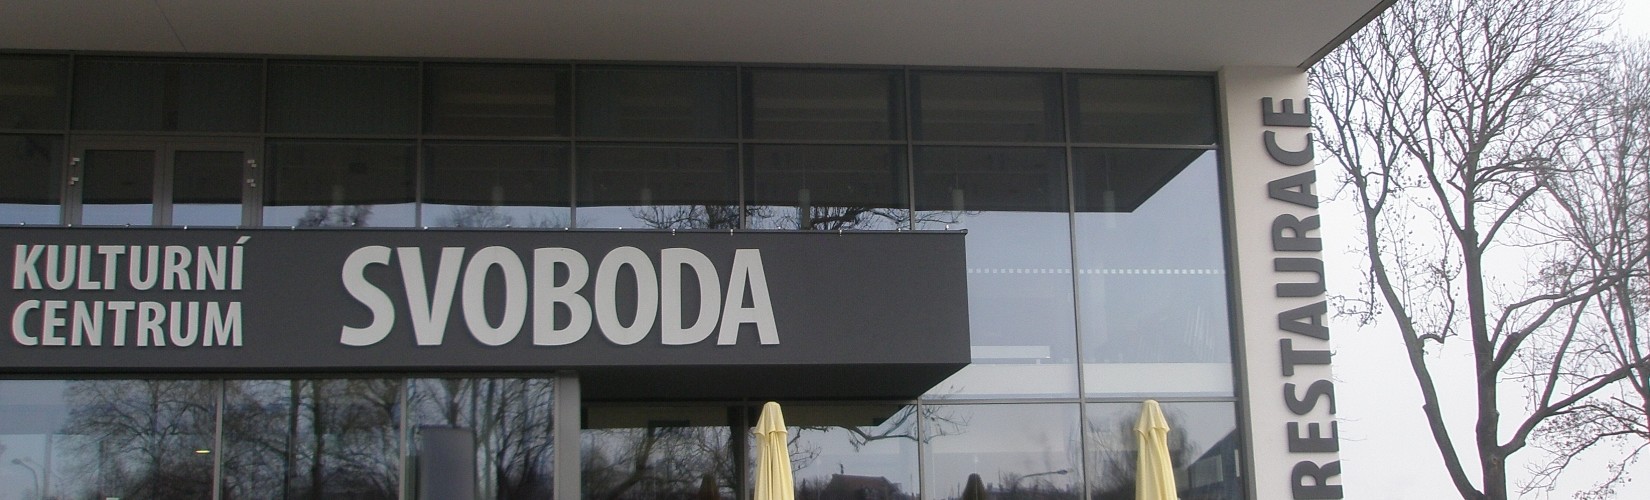 KULTURNÍ
CENTRUM
SVOBODA
RESTAURACE